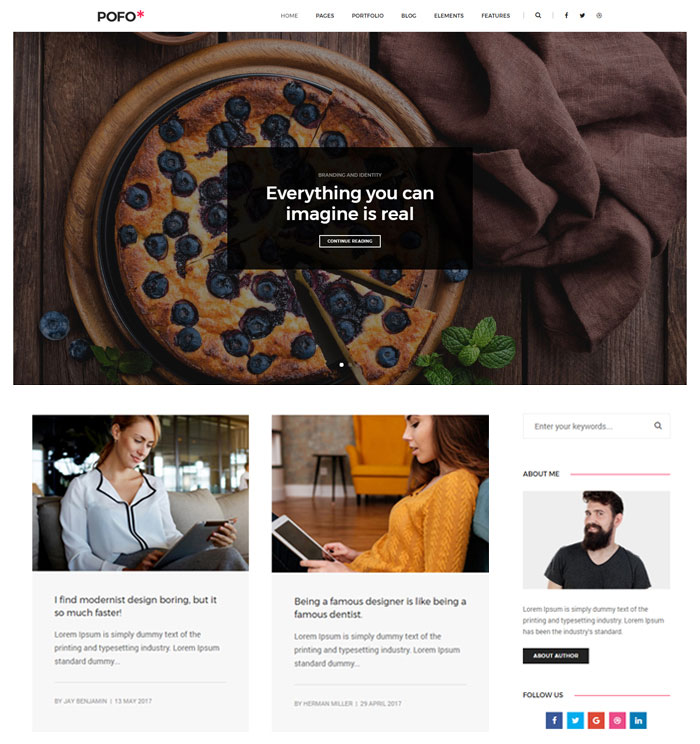 POFO*
HOME PAGES PORTFOLIO BLOG ELEMENTS FEATURES
BRANDING AND IDENTITY
Everything you can
imagine is real
CONTINUE READING
I find modernist design boring, but it
so much faster!
Lorem Ipsum is simply dummy text of the
printing and typesetting industry. Lorem Ipsum
standard dummy...
BY JAY BENJAMIN | 13 MAY 2017
Being a famous designer is like being a
famous dentist.
Lorem Ipsum is simply dummy text of the
printing and typesetting industry. Lorem Ipsum
standard dummy...
BY HERMAN MILLER | 29 APRIL 2017
Enter your keywords...
ABOUT ME
Lorem Ipsum is simply dummy text of the
printing and typesetting industry. Lorem Ipsum
has been the industry's standard.
ABOUT AUTHOR
FOLLOW US